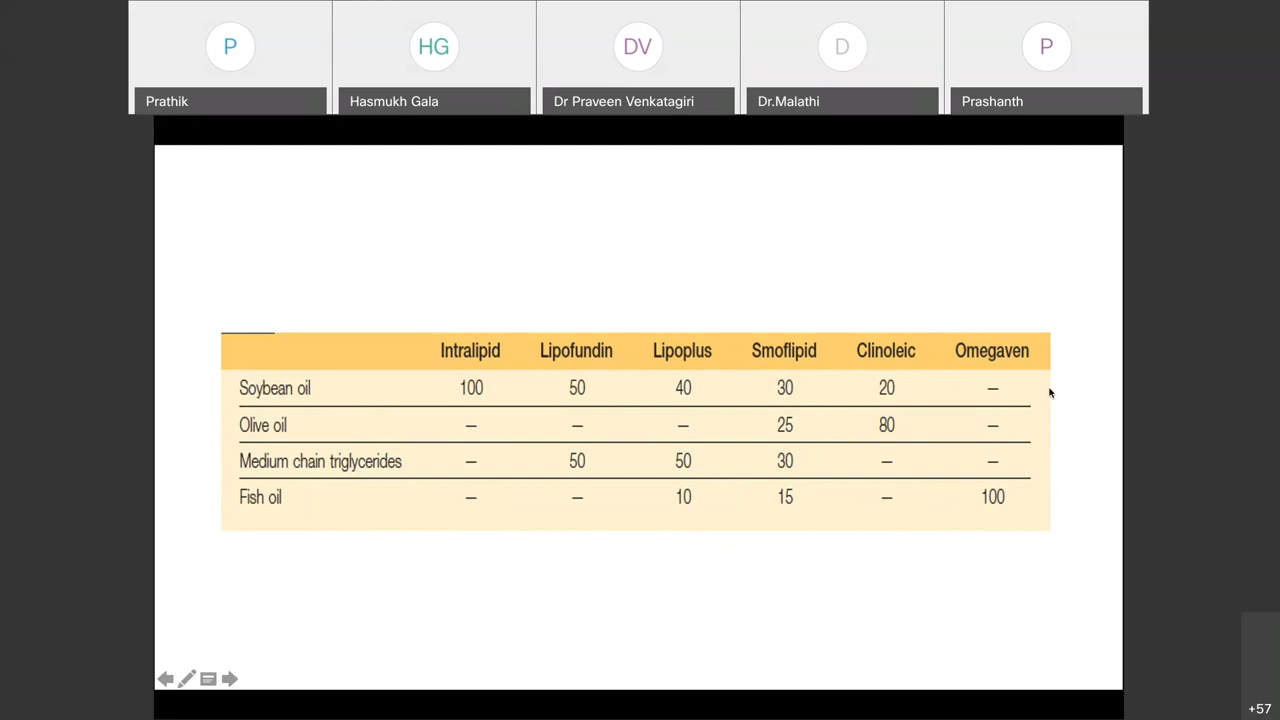 P HG DV D P
Prathik Hasmukh Gala Dr Praveen Venkatagiri Dr.Malathi Prashanth
Intralipid Lipofundin Lipoplus Smoflipid Clinoleic Omegaven
Soybean oil 100 50 40 30 20 –
Olive oil – – – 25 80 –
Medium chain triglycerides – 50 50 30 – –
Fish oil – – 10 15 – 100
+57